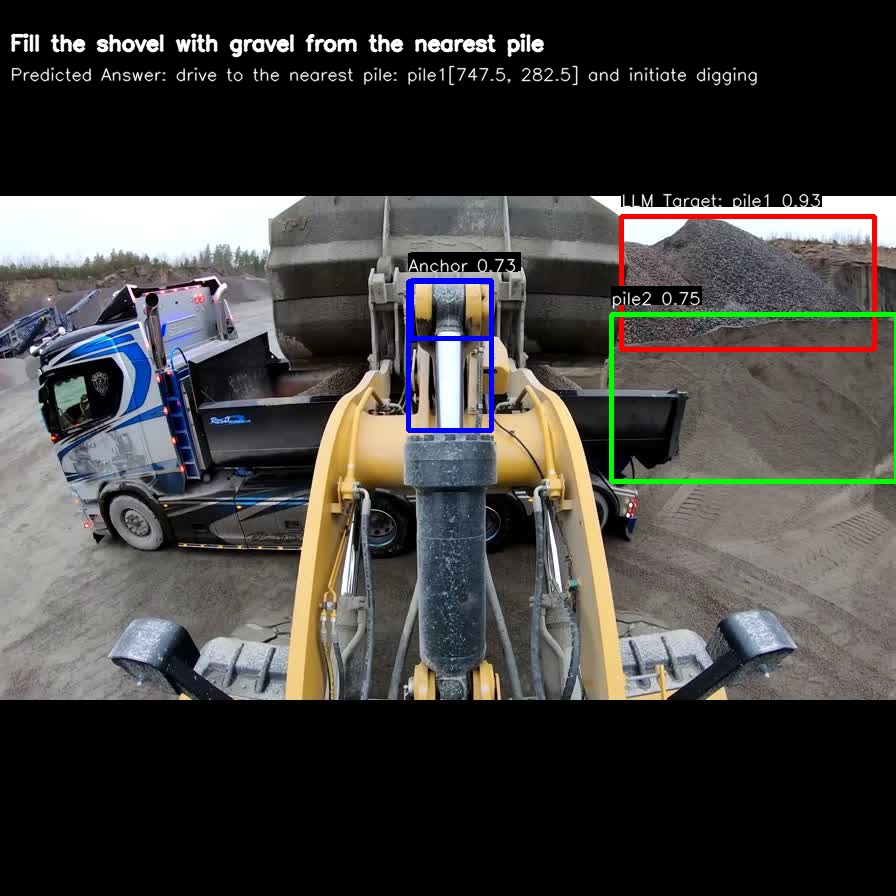 Fill the shovel with gravel from the nearest pile
Predicted Answer: drive to the nearest pile: pile1[747.5, 282.5] and initiate digging
LLM Target: pile1 0.93
Anchor 0.73
pile2 0.75